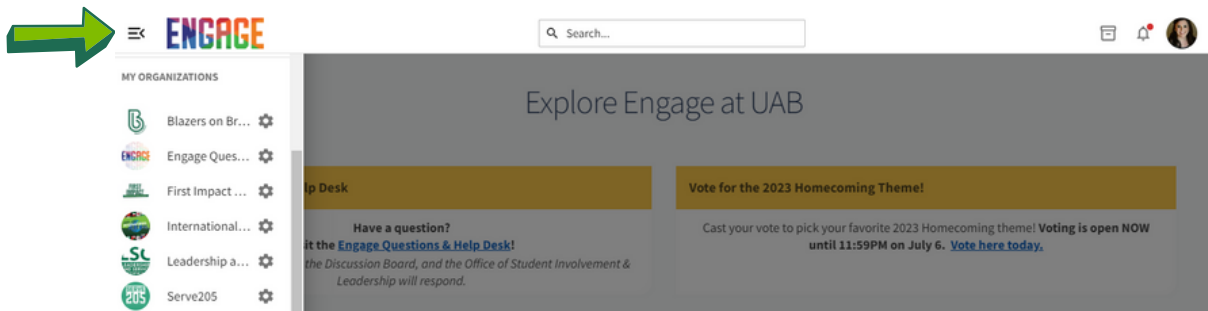 ENGAGE
Search...
MY ORGANIZATIONS
Blazers on Br...
ENGAGE Engage Ques...
First Impact ...
International...
Leadership a...
205 Serve205
Explore Engage at UAB
lp Desk
Have a question?
it the Engage Questions & Help Desk!
the Discussion Board, and the Office of Student Involvement &
Leadership will respond.
Vote for the 2023 Homecoming Theme!
Cast your vote to pick your favorite 2023 Homecoming theme! Voting is open NOW
until 11:59PM on July 6. Vote here today.